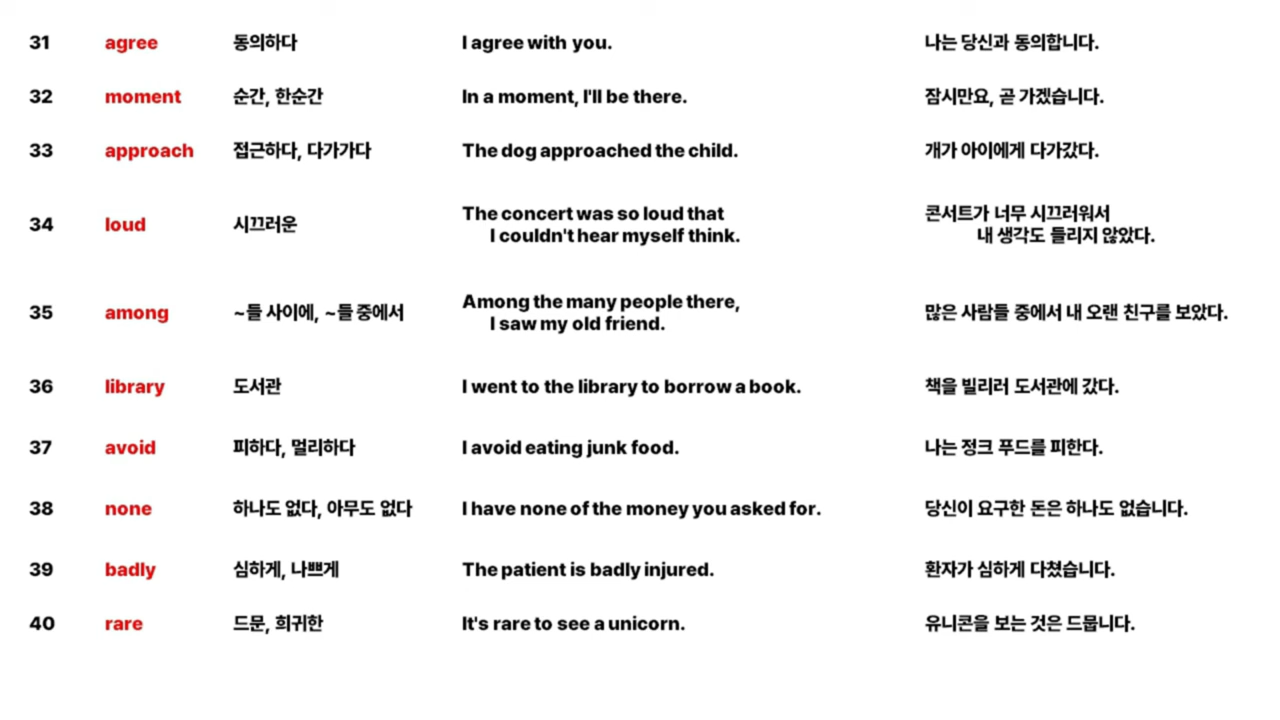 31 agree 동의하다 I agree with you. 나는 당신과 동의합니다.
32 moment 순간, 한순간 In a moment, I'll be there. 잠시만요, 곧 가겠습니다.
33 approach 접근하다, 다가가다 The dog approached the child. 개가 아이에게 다가갔다.
34 loud 시끄러운 The concert was so loud that 콘서트가 너무 시끄러워서
I couldn't hear myself think. 내 생각도 들리지 않았다.
35 among ~들 사이에, ~들 중에서 Among the many people there, 많은 사람들 중에서 내 오랜 친구를 보았다.
I saw my old friend.
36 library 도서관 I went to the library to borrow a book. 책을 빌리러 도서관에 갔다.
37 avoid 피하다, 멀리하다 I avoid eating junk food. 나는 정크 푸드를 피한다.
38 none 하나도 없다, 아무도 없다 I have none of the money you asked for. 당신이 요구한 돈은 하나도 없습니다.
39 badly 심하게, 나쁘게 The patient is badly injured. 환자가 심하게 다쳤습니다.
40 rare 드문, 희귀한 It's rare to see a unicorn. 유니콘을 보는 것은 드뭅니다.